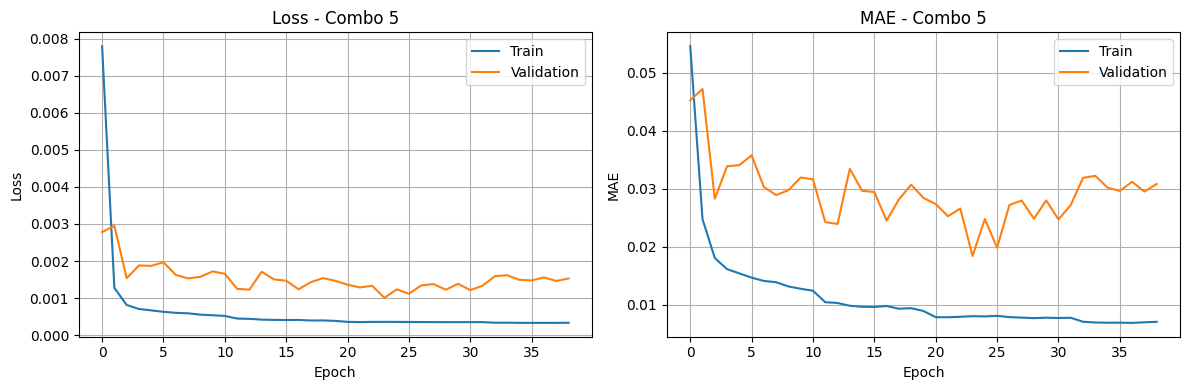 Loss - Combo 5
0.008
0.007
0.006
0.005
0.004
0.003
0.002
0.001
0.000
Loss
0 5 10 15 20 25 30 35
Epoch
Train
Validation
MAE - Combo 5
0.05
0.04
0.03
0.02
0.01
MAE
0 5 10 15 20 25 30 35
Epoch
Train
Validation